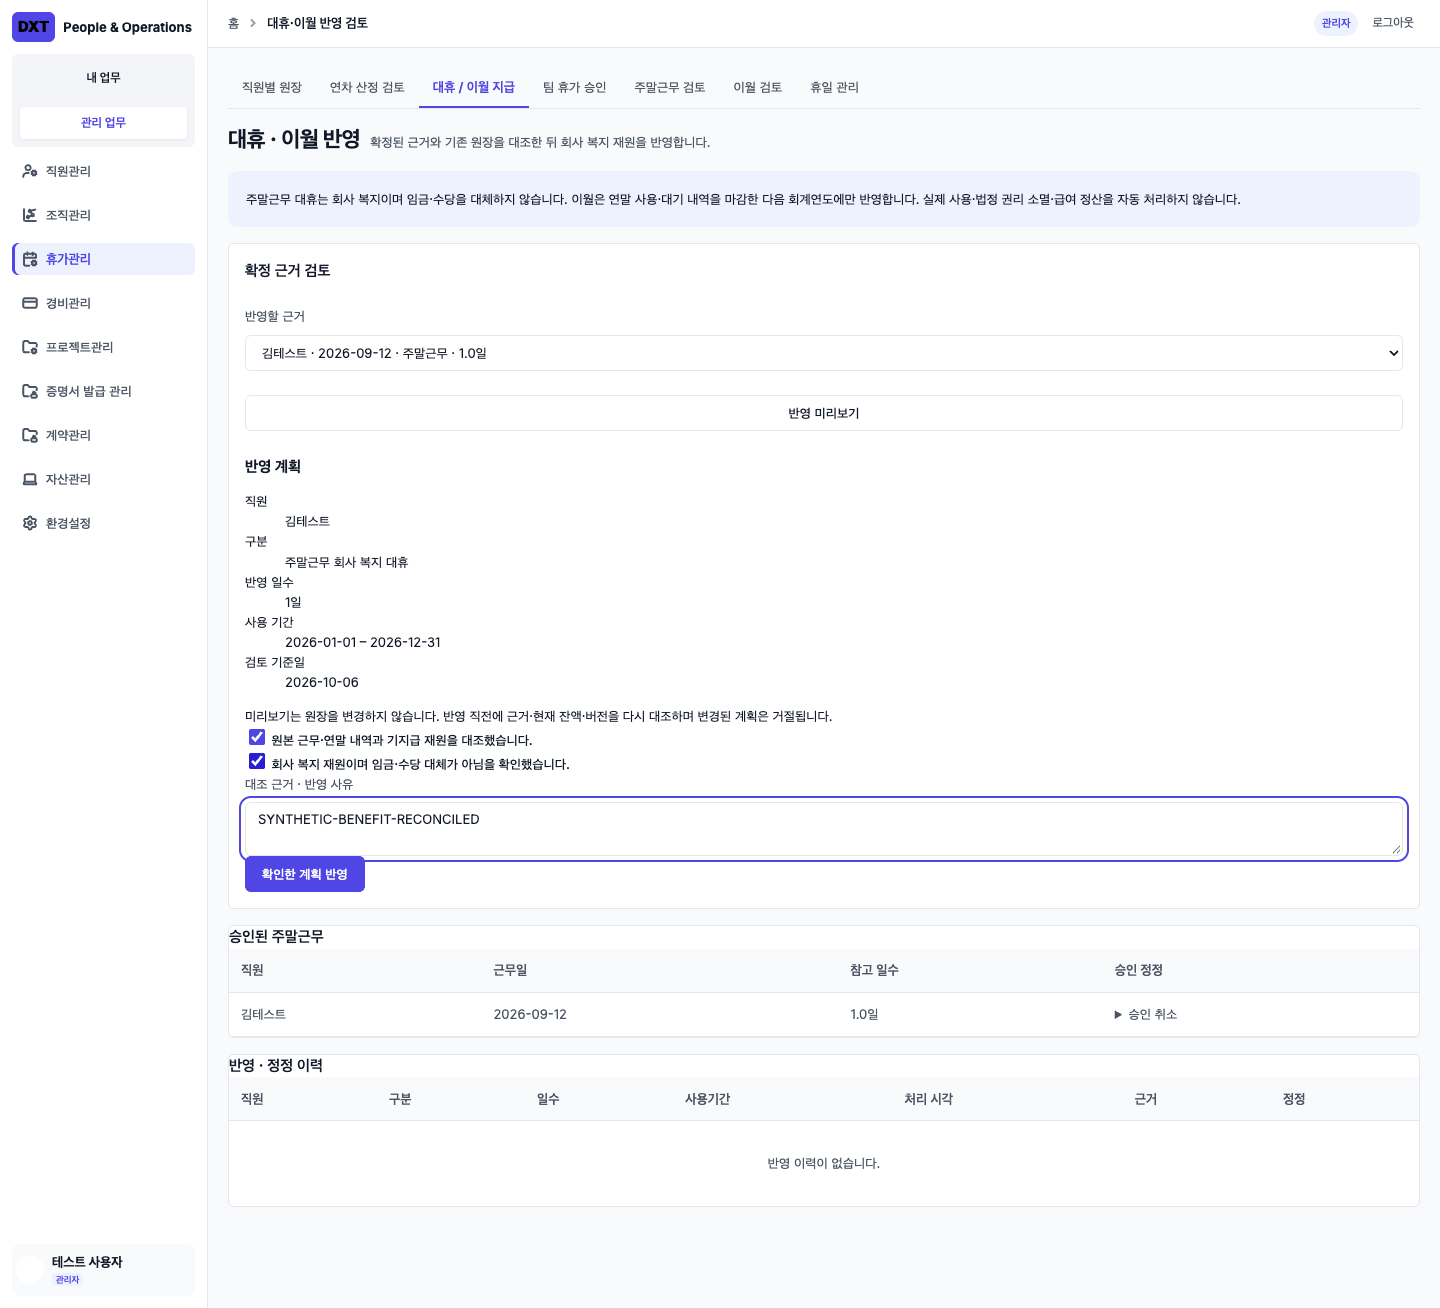 DXT People & Operations
내 업무
관리 업무
직원관리
조직관리
휴가관리
경비관리
프로젝트관리
증명서 발급 관리
계약관리
자산관리
환경설정
테스트 사용자
관리자
홈 대휴·이월 반영 검토
관리자 로그아웃
직원별 원장 연차 산정 검토 대휴 / 이월 지급 팀 휴가 승인 주말근무 검토 이월 검토 휴일 관리
대휴 · 이월 반영 확정된 근거와 기존 원장을 대조한 뒤 회사 복지 재원을 반영합니다.
주말근무 대휴는 회사 복지이며 임금·수당을 대체하지 않습니다. 이월은 연말 사용·대기 내역을 마감한 다음 회계연도에만 반영합니다. 실제 사용·법정 권리 소멸·급여 정산을 자동 처리하지 않습니다.
확정 근거 검토
반영할 근거
김테스트 · 2026-09-12 · 주말근무 · 1.0일
반영 미리보기
반영 계획
직원
김테스트
구분
주말근무 회사 복지 대휴
반영 일수
1일
사용 기간
2026-01-01 – 2026-12-31
검토 기준일
2026-10-06
미리보기는 원장을 변경하지 않습니다. 반영 직전에 근거·현재 잔액·버전을 다시 대조하며 변경된 계획은 거절됩니다.
원본 근무·연말 내역과 기지급 재원을 대조했습니다.
회사 복지 재원이며 임금·수당 대체가 아님을 확인했습니다.
대조 근거 · 반영 사유
SYNTHETIC-BENEFIT-RECONCILED
확인한 계획 반영
승인된 주말근무
직원 근무일 참고 일수 승인 정정
김테스트 2026-09-12 1.0일 ▶ 승인 취소
반영 · 정정 이력
직원 구분 일수 사용기간 처리 시각 근거 정정
반영 이력이 없습니다.